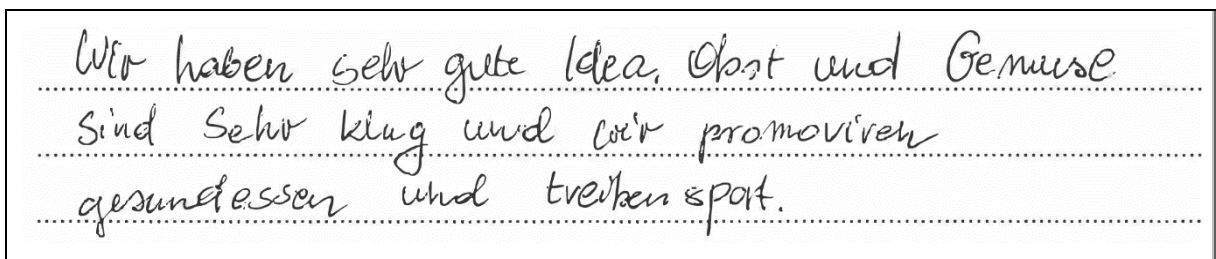 Wir haben sehr gute Idea. Obst und Gemuse
sind sehr klug und wir promoviren
gesundessen und treiben sport.